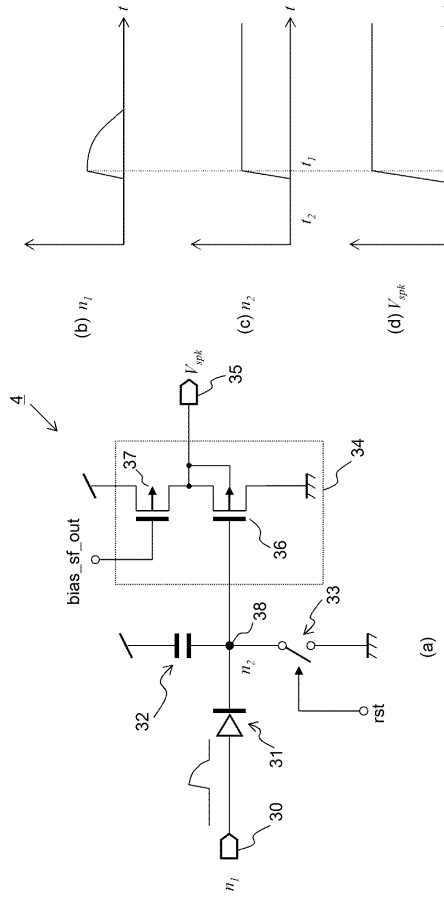 4
bias_sf_out
37
V_spk
35
32
38
36
34
n_2
31
33
30
n_1
rst
(a)
(b) n_1
t
(c) n_2
t_2
t_1
t
(d) V_spk